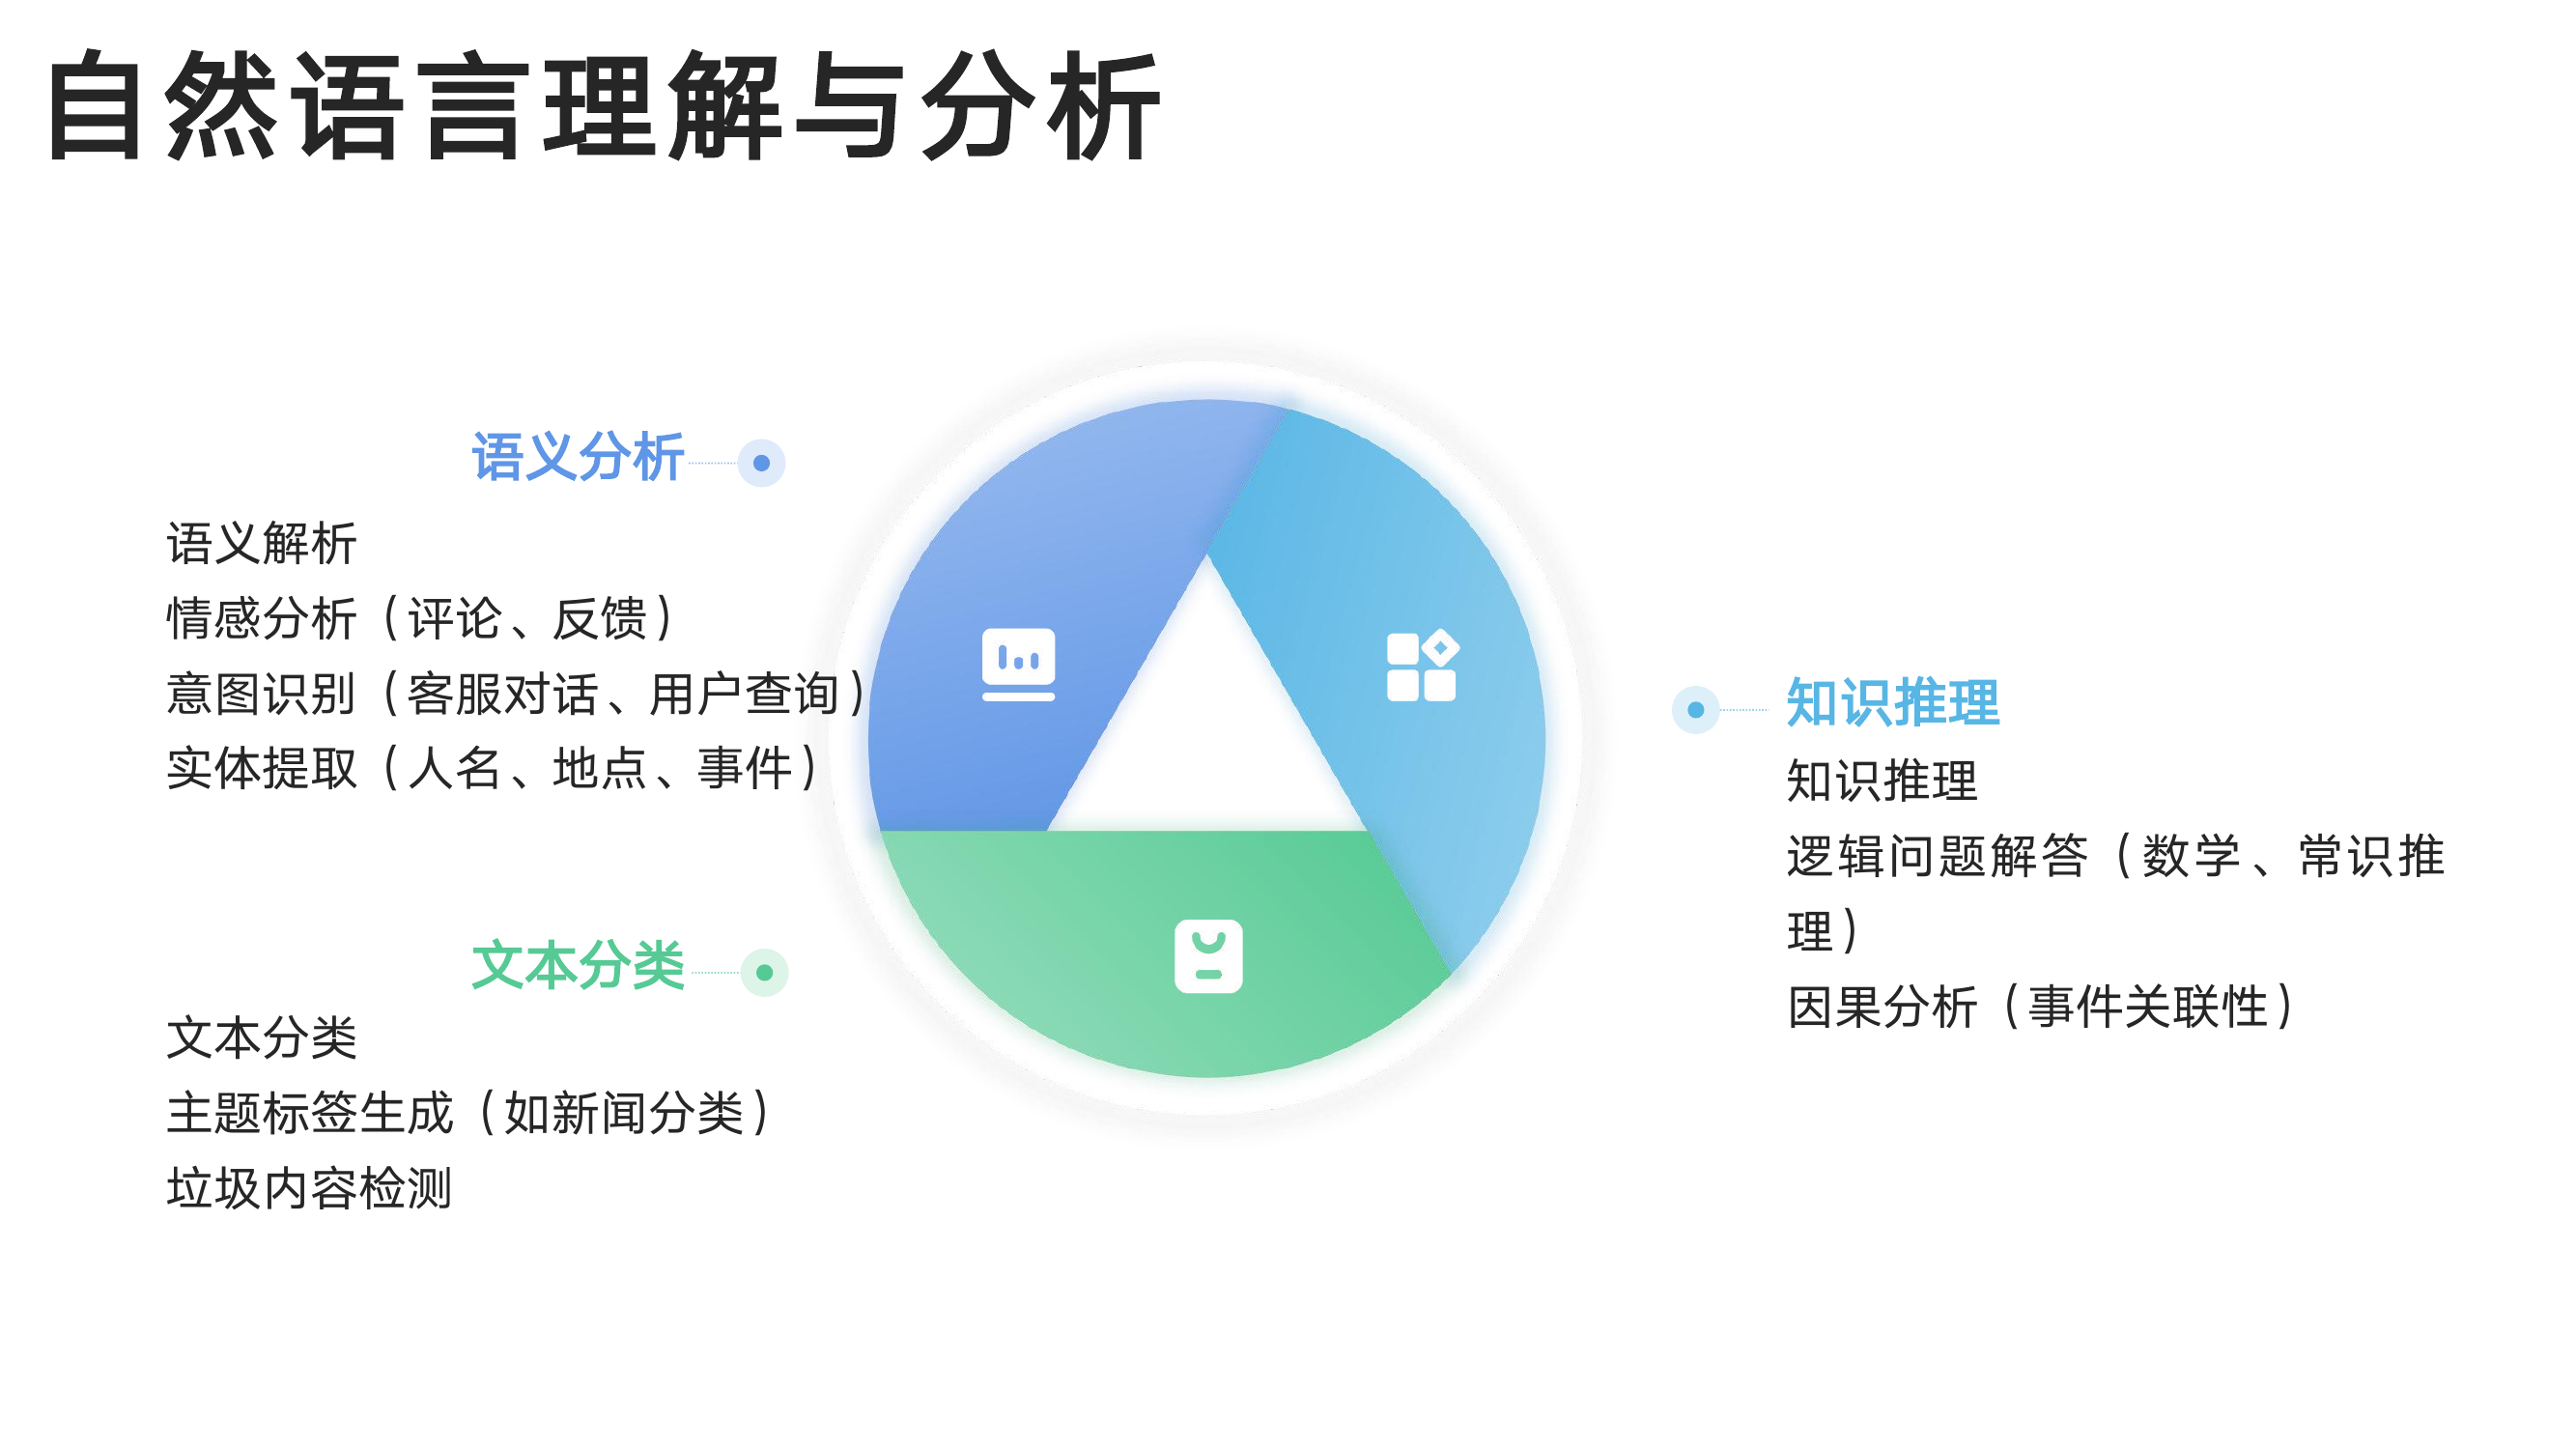 自然语言理解与分析
语义分析
语义解析
情感分析（评论、反馈）
意图识别（客服对话、用户查询）
实体提取（人名、地点、事件）
文本分类
文本分类
主题标签生成（如新闻分类）
垃圾内容检测
知识推理
知识推理
逻辑问题解答（数学、常识推
理）
因果分析（事件关联性）